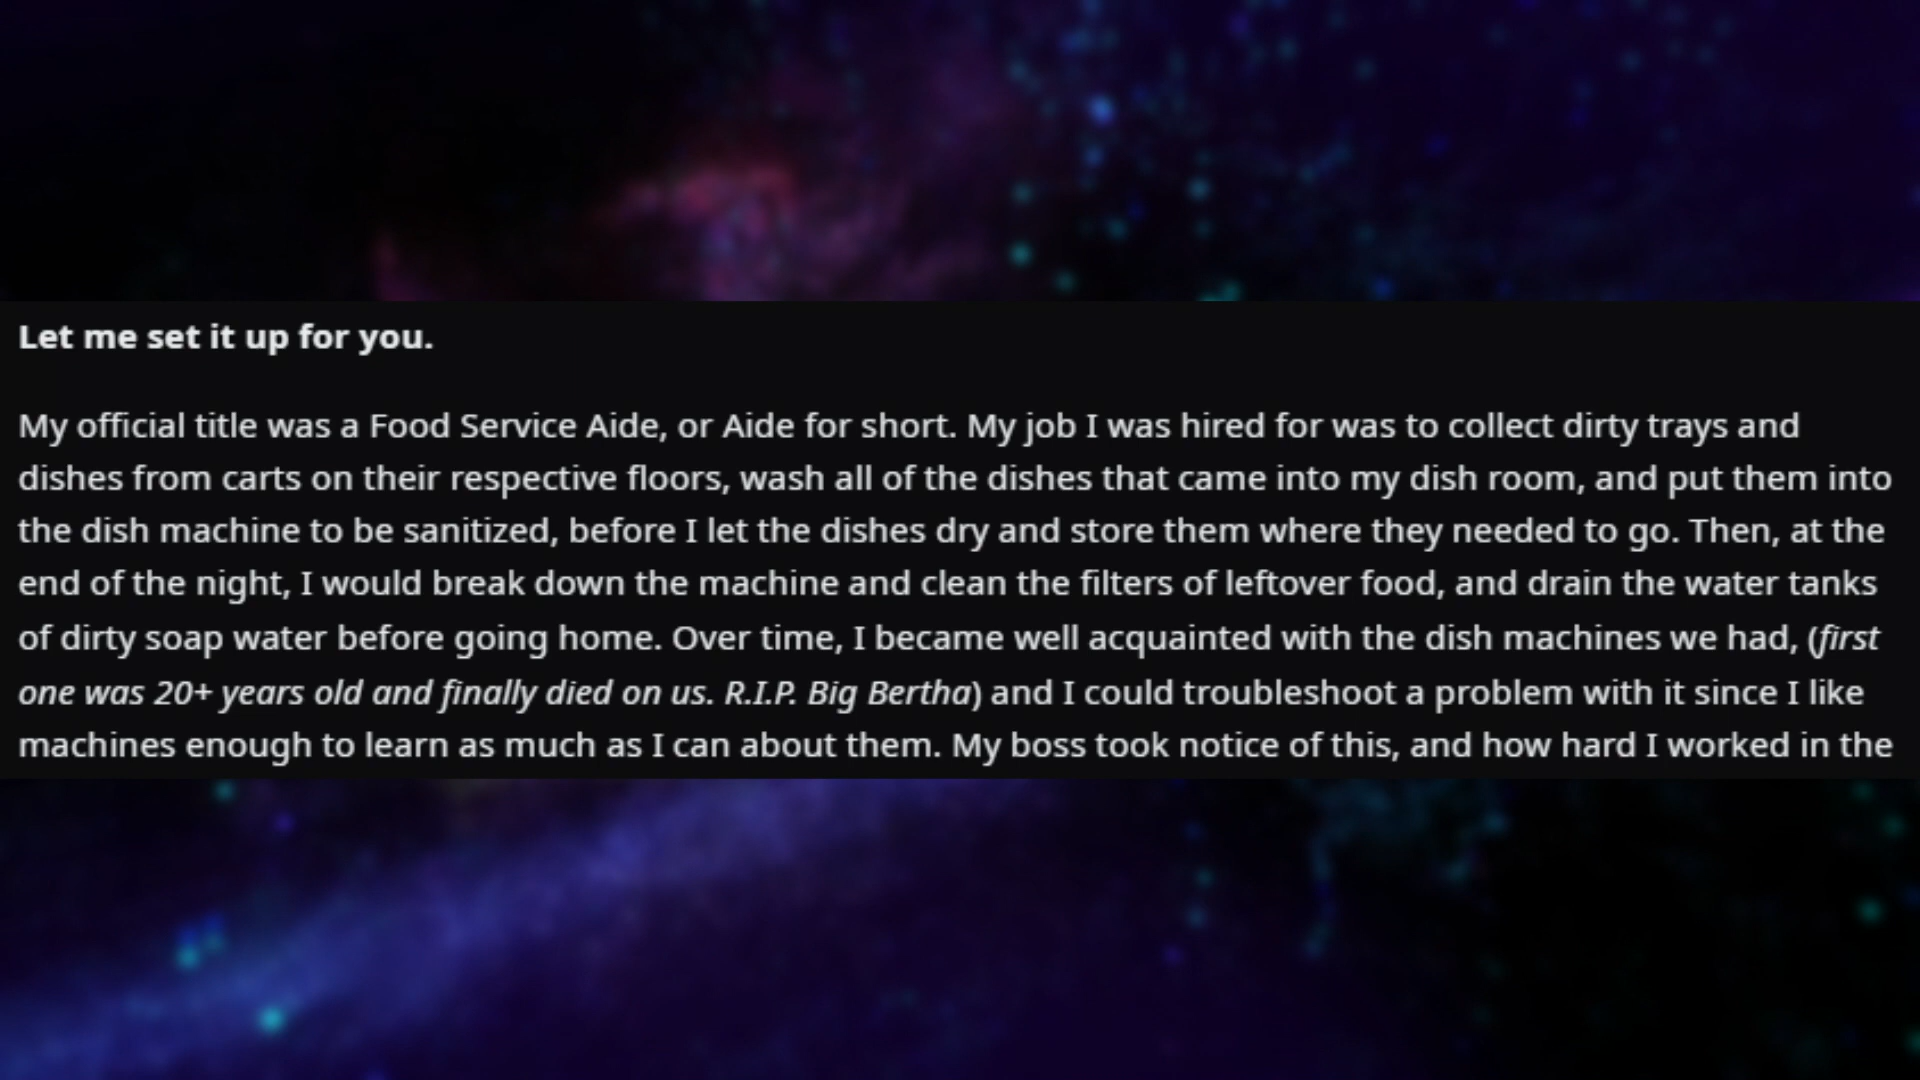 Let me set it up for you.
My official title was a Food Service Aide, or Aide for short. My job I was hired for was to collect dirty trays and
dishes from carts on their respective floors, wash all of the dishes that came into my dish room, and put them into
the dish machine to be sanitized, before I let the dishes dry and store them where they needed to go. Then, at the
end of the night, I would break down the machine and clean the filters of leftover food, and drain the water tanks
of dirty soap water before going home. Over time, I became well acquainted with the dish machines we had, (first
one was 20+ years old and finally died on us. R.I.P. Big Bertha) and I could troubleshoot a problem with it since I like
machines enough to learn as much as I can about them. My boss took notice of this, and how hard I worked in the